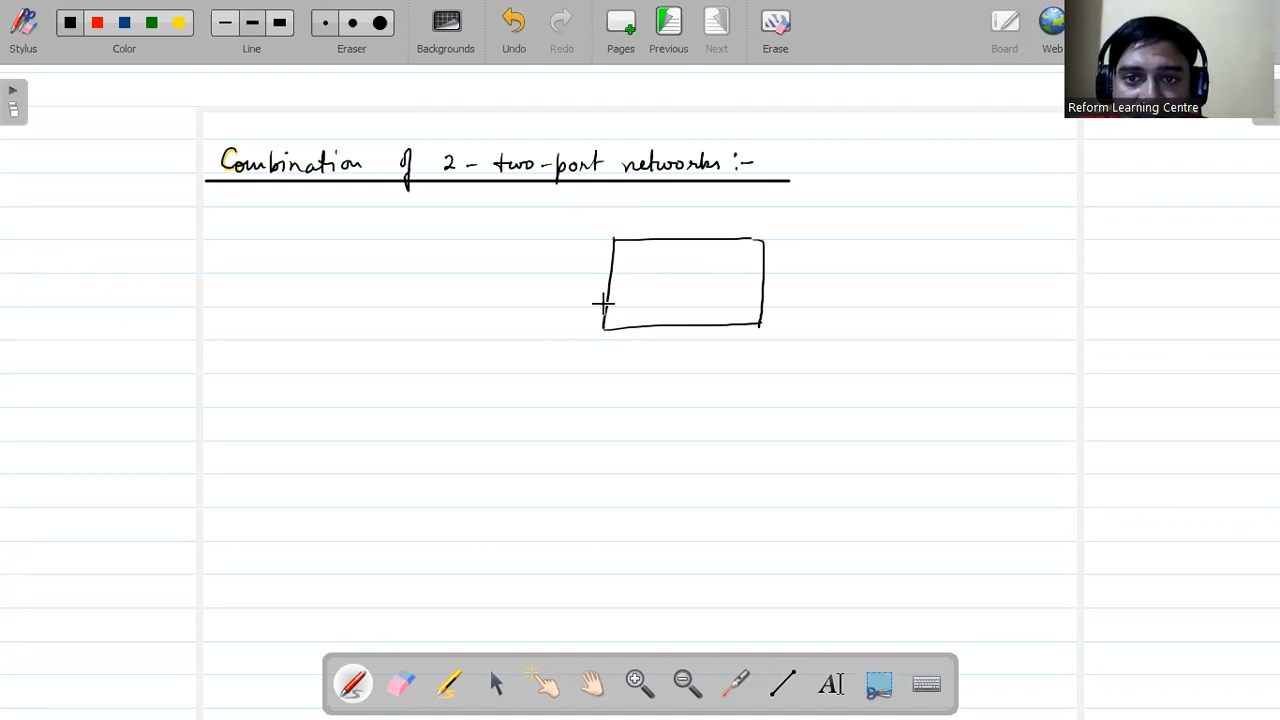 Stylus Color Line Eraser Backgrounds Undo Redo Pages Previous Next Erase Board Web
Reform Learning Centre
Combination of 2 - two-port networks :-
AI